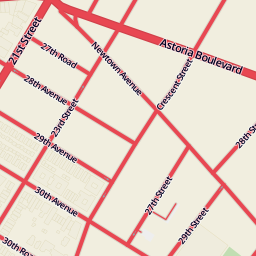 21st Street
27th Road
Newtown Avenue
Astoria Boulevard
Crescent Street
28th Avenue
23rd Street
29th Avenue
28th
30th Avenue
27th Street
29th Street
30th Road